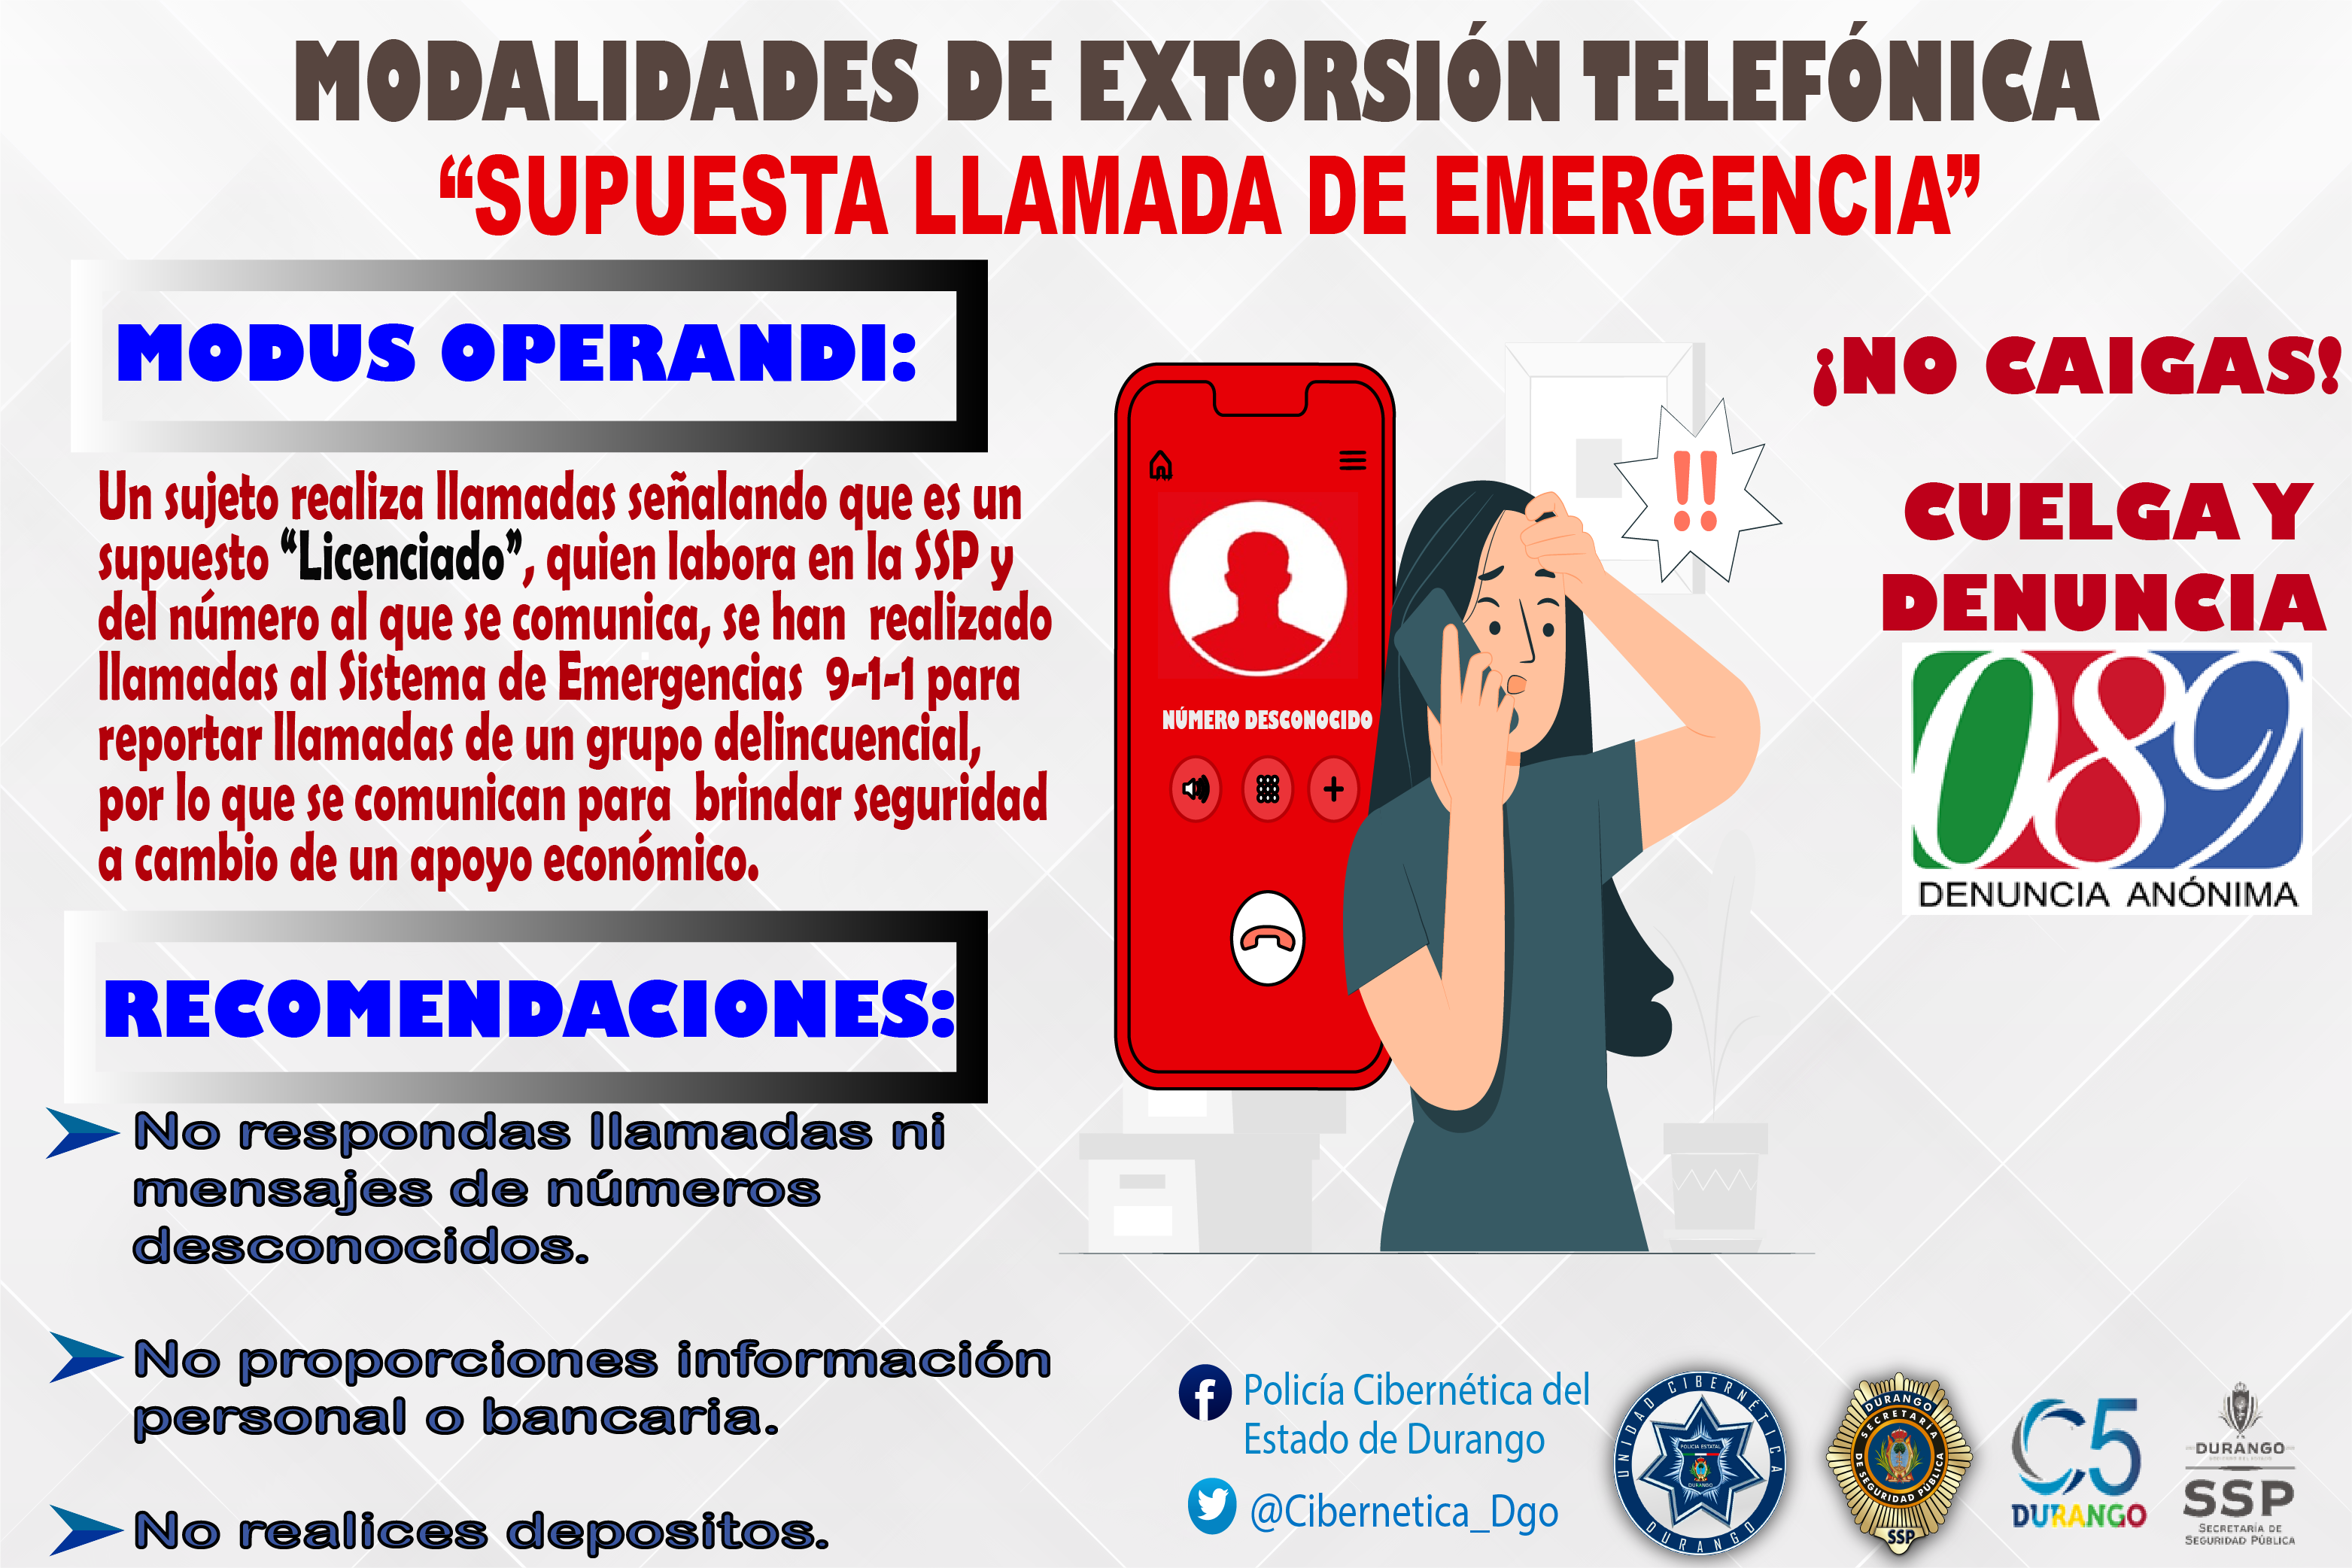 MODALIDADES DE EXTORSIÓN TELEFÓNICA
“SUPUESTA LLAMADA DE EMERGENCIA”
MODUS OPERANDI:
Un sujeto realiza llamadas señalando que es un
supuesto “Licenciado”, quien labora en la SSP y
del número al que se comunica, se han realizado
llamadas al Sistema de Emergencias 9-1-1 para
reportar llamadas de un grupo delincuencial,
por lo que se comunican para brindar seguridad
a cambio de un apoyo económico.
RECOMENDACIONES:
No respondas llamadas ni
mensajes de números
desconocidos.
No proporciones información
personal o bancaria.
No realices depositos.
NÚMERO DESCONOCIDO
!!
¡NO CAIGAS!
CUELGA Y
DENUNCIA
089
DENUNCIA ANÓNIMA
Policía Cibernética del
Estado de Durango
@Cibernetica_Dgo
UNIDAD CIBERNÉTICA
POLICIA ESTATAL
DURANGO
DURANGO
DURANGO
SECRETARIA
DE SEGURIDAD PÚBLICA
SSP
C5
DURANGO
DURANGO
SSP
SECRETARÍA DE
SEGURIDAD PÚBLICA